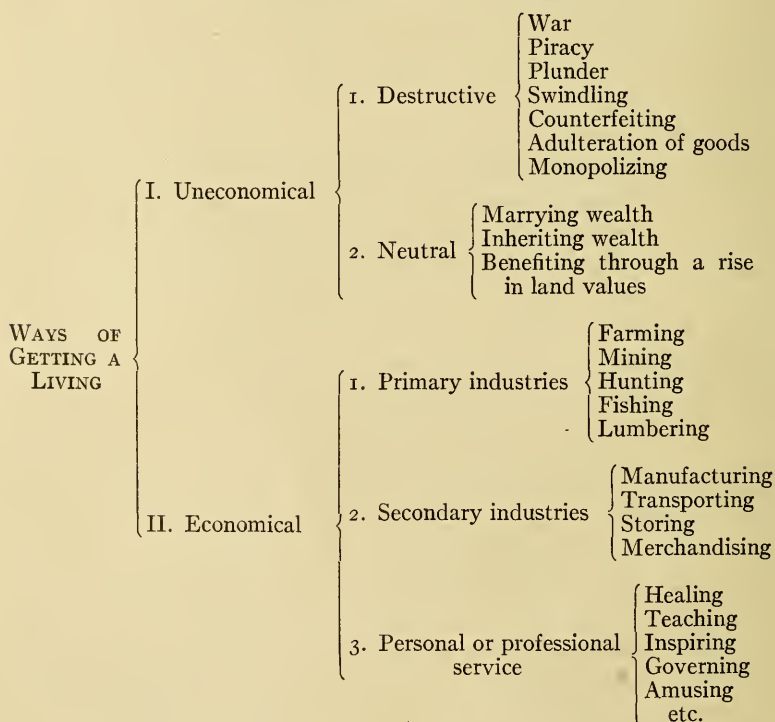 WAYS OF
GETTING A
LIVING
I. Uneconomical
1. Destructive
War
Piracy
Plunder
Swindling
Counterfeiting
Adulteration of goods
Monopolizing
2. Neutral
Marrying wealth
Inheriting wealth
Benefiting through a rise
in land values
II. Economical
1. Primary industries
Farming
Mining
Hunting
Fishing
Lumbering
2. Secondary industries
Manufacturing
Transporting
Storing
Merchandising
3. Personal or professional
service
Healing
Teaching
Inspiring
Governing
Amusing
etc.